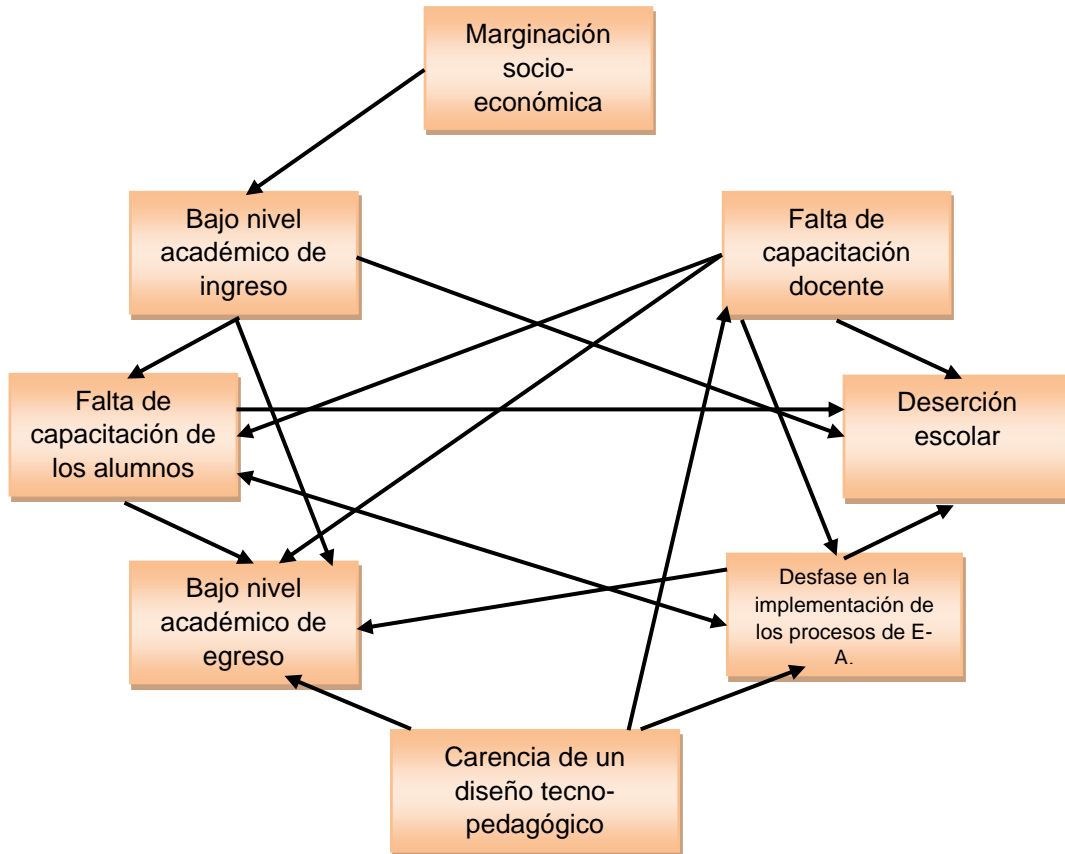 Marginación
socio-
económica
Bajo nivel
académico de
ingreso
Falta de
capacitación
docente
Falta de
capacitación de
los alumnos
Deserción
escolar
Bajo nivel
académico de
egreso
Desfase en la
implementación de
los procesos de E-
A.
Carencia de un
diseño tecno-
pedagógico